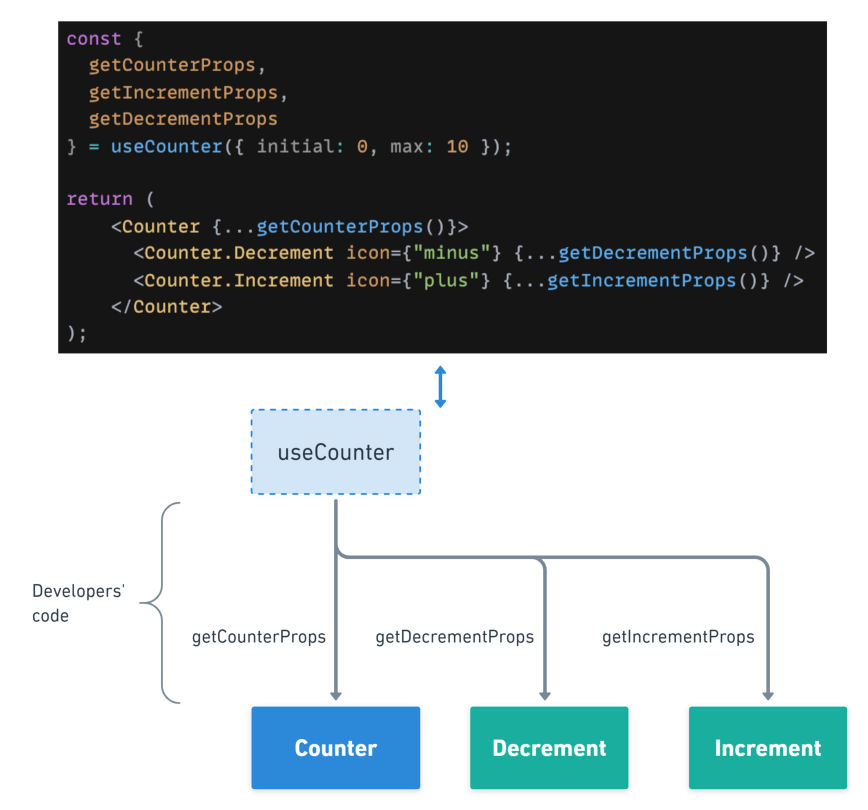 const {
  getCounterProps,
  getIncrementProps,
  getDecrementProps
} = useCounter({ initial: 0, max: 10 });

return (
    <Counter {...getCounterProps()}>
      <Counter.Decrement icon={"minus"} {...getDecrementProps()} />
      <Counter.Increment icon={"plus"} {...getIncrementProps()} />
    </Counter>
);
useCounter
Developers'
code
getCounterProps
getDecrementProps
getIncrementProps
Counter
Decrement
Increment